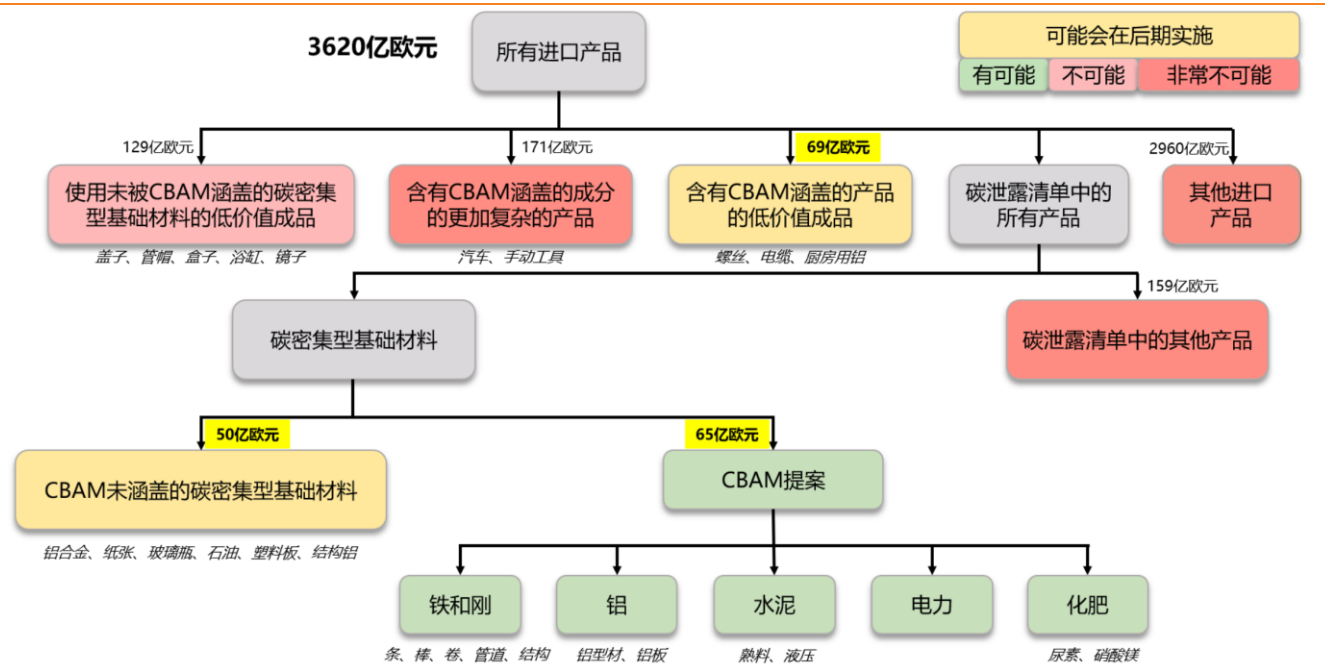 3620亿欧元
所有进口产品
可能会在后期实施
有可能
不可能
非常不可能
129亿欧元
171亿欧元
69亿欧元
2960亿欧元
使用未被CBAM涵盖的碳密集
型基础材料的低价值成品
含有CBAM涵盖的成分
的更加复杂的产品
含有CBAM涵盖的产品
的低价值成品
碳泄露清单中的
所有产品
其他进口
产品
盖子、管帽、盒子、浴缸、镜子
汽车、手动工具
螺丝、电缆、厨房用铝
159亿欧元
碳密集型基础材料
碳泄露清单中的其他产品
50亿欧元
65亿欧元
CBAM未涵盖的碳密集型基础材料
CBAM提案
铝合金、纸张、玻璃瓶、石油、塑料板、结构铝
铁和刚
铝
水泥
电力
化肥
条、棒、卷、管道、结构
铝型材、铝板
熟料、液压
尿素、硝酸镁